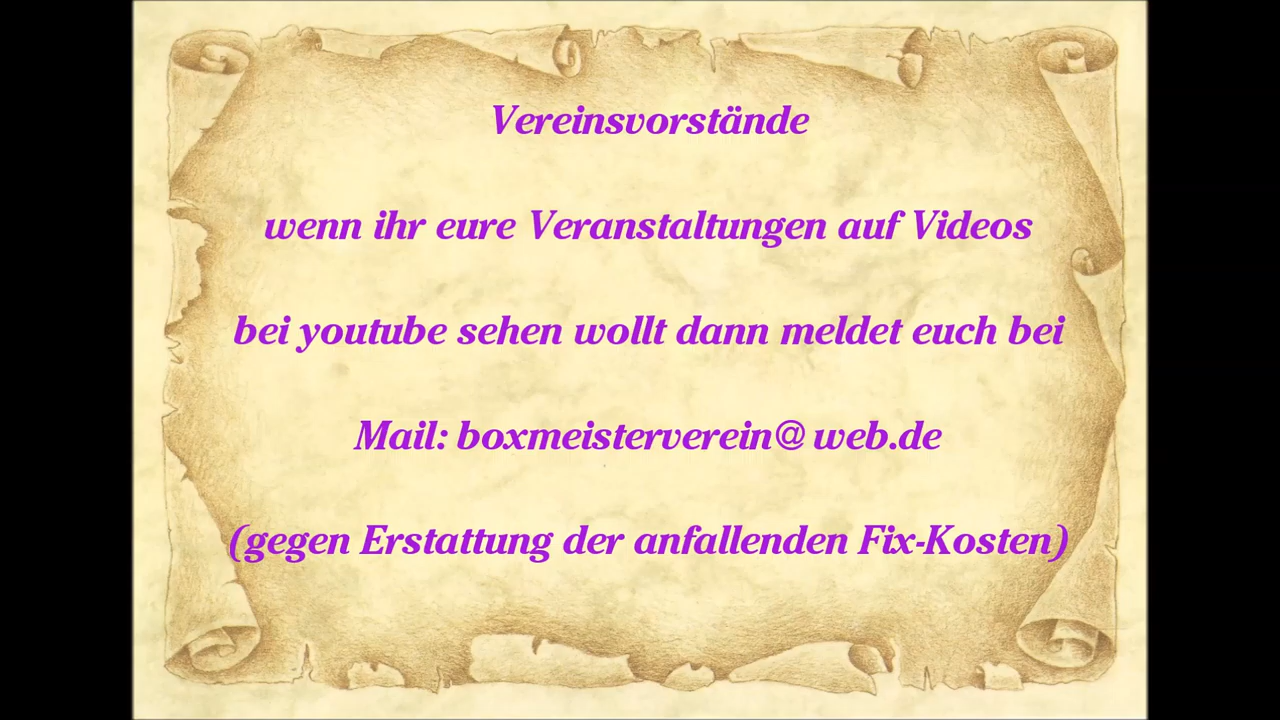 Vereinsvorstände
wenn ihr eure Veranstaltungen auf Videos
bei youtube sehen wollt dann meldet euch bei
Mail: boxmeisterverein@web.de
(gegen Erstattung der anfallenden Fix-Kosten)